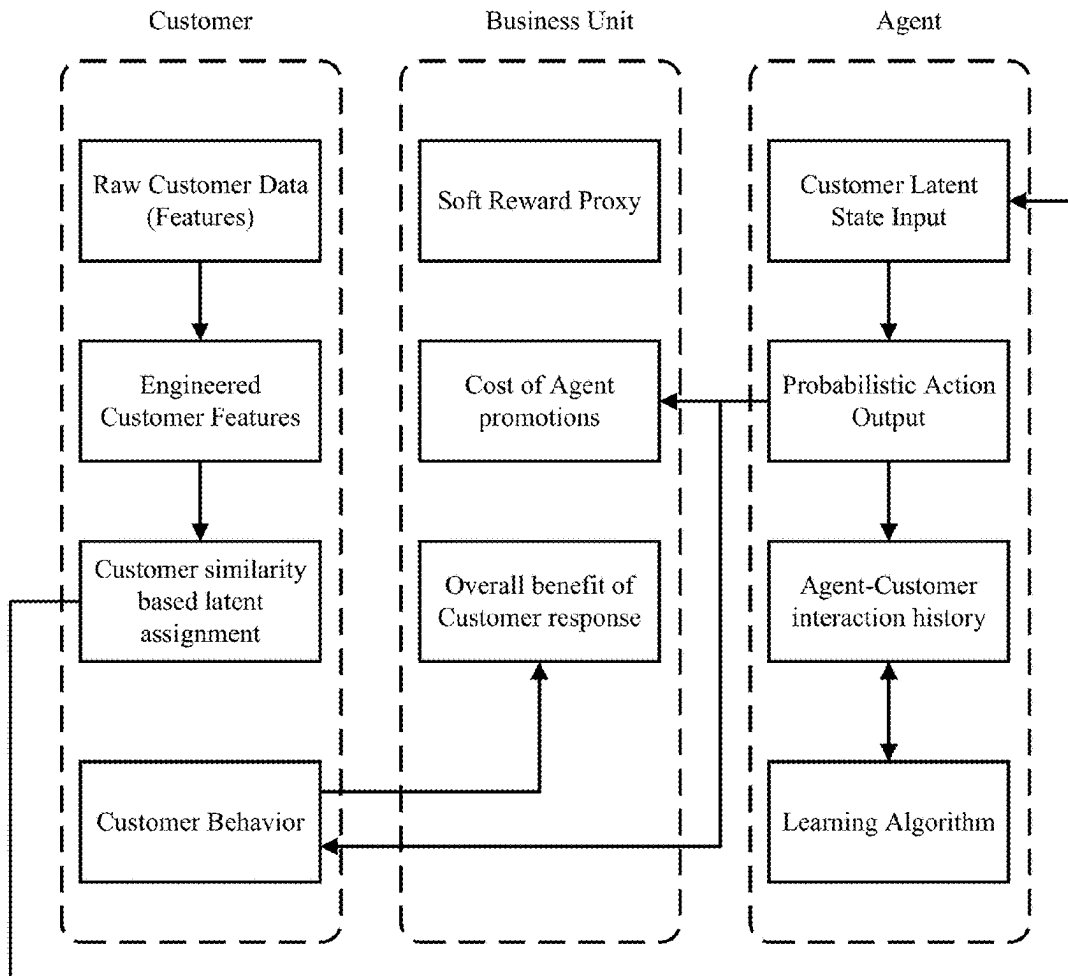 Customer
Business Unit
Agent
Raw Customer Data
(Features)
Soft Reward Proxy
Customer Latent
State Input
Engineered
Customer Features
Cost of Agent
promotions
Probabilistic Action
Output
Customer similarity
based latent
assignment
Overall benefit of
Customer response
Agent-Customer
interaction history
Customer Behavior
Learning Algorithm